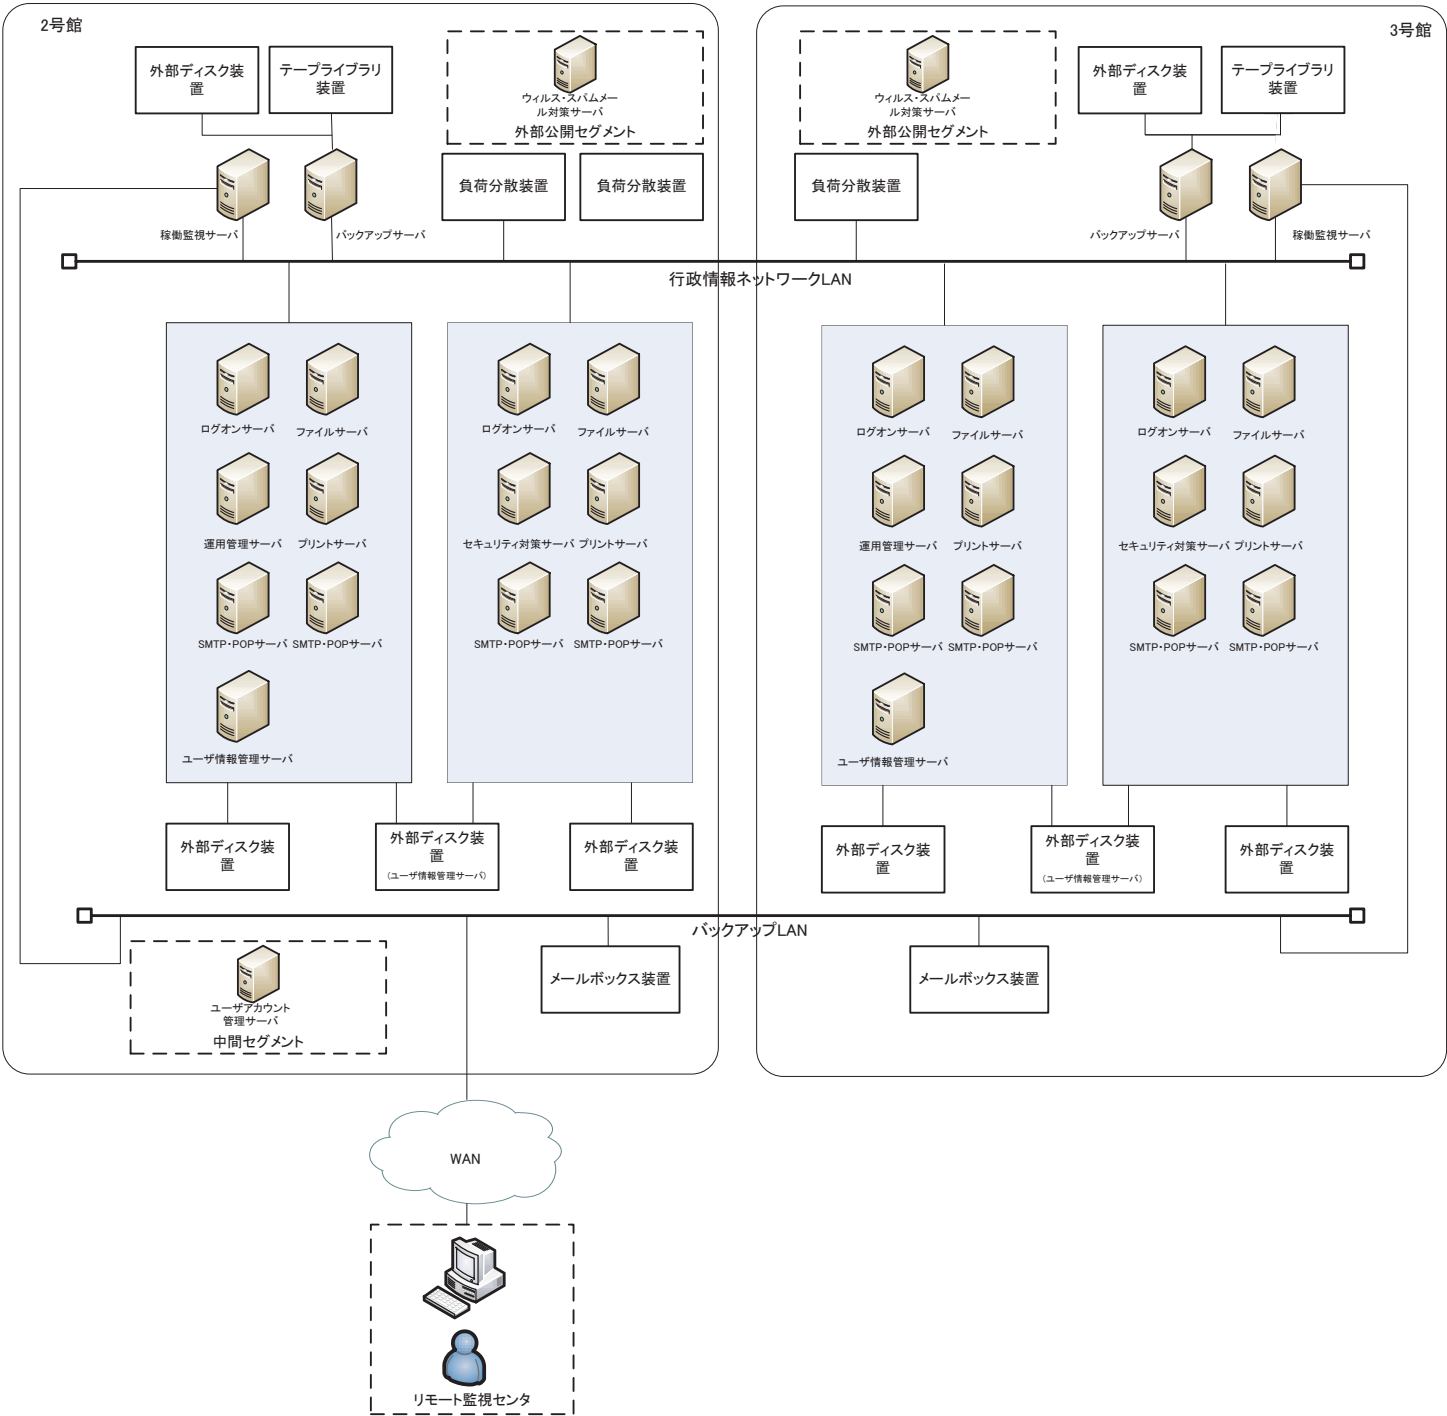 2号館
3号館
外部ディスク装
置
テープライブラリ
装置
ウィルス・スパムメー
ル対策サーバ
外部公開セグメント
ウィルス・スパムメー
ル対策サーバ
外部公開セグメント
外部ディスク装
置
テープライブラリ
装置
負荷分散装置
負荷分散装置
負荷分散装置
稼働監視サーバ
バックアップサーバ
バックアップサーバ
稼働監視サーバ
行政情報ネットワークLAN
ログオンサーバ
ファイルサーバ
ログオンサーバ
ファイルサーバ
ログオンサーバ
ファイルサーバ
ログオンサーバ
ファイルサーバ
運用管理サーバ
プリントサーバ
セキュリティ対策サーバ
プリントサーバ
運用管理サーバ
プリントサーバ
セキュリティ対策サーバ
プリントサーバ
SMTP・POPサーバ
SMTP・POPサーバ
SMTP・POPサーバ
SMTP・POPサーバ
SMTP・POPサーバ
SMTP・POPサーバ
SMTP・POPサーバ
SMTP・POPサーバ
ユーザ情報管理サーバ
ユーザ情報管理サーバ
外部ディスク装
置
外部ディスク装
置
(ユーザ情報管理サーバ)
外部ディスク装
置
外部ディスク装
置
外部ディスク装
置
(ユーザ情報管理サーバ)
外部ディスク装
置
バックアップLAN
ユーザアカウント
管理サーバ
中間セグメント
メールボックス装置
メールボックス装置
WAN
リモート監視センタ